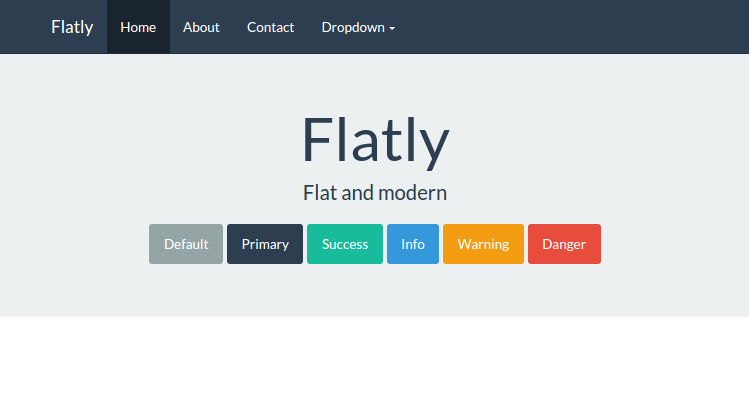 Flatly Home About Contact Dropdown
Flatly
Flat and modern
Default Primary Success Info Warning Danger